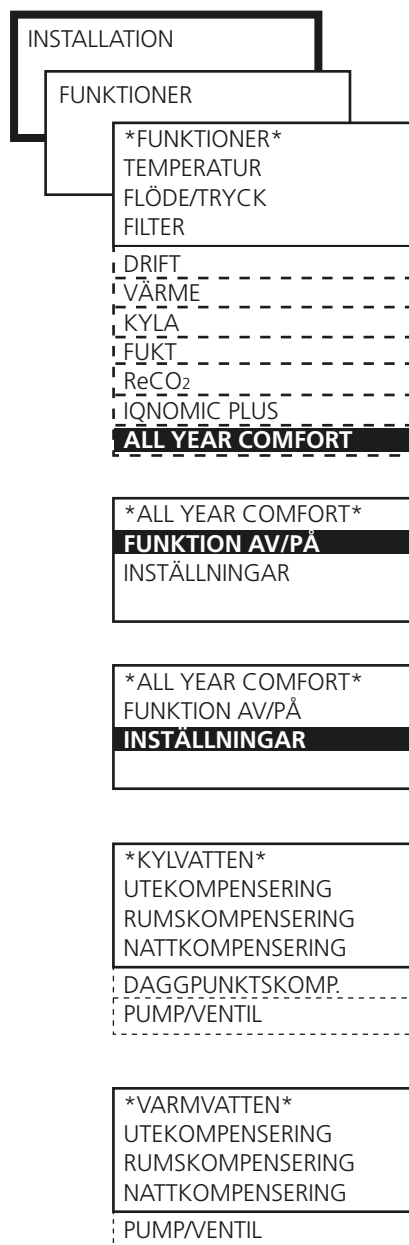 INSTALLATION
FUNKTIONER
*FUNKTIONER*
TEMPERATUR
FLÖDE/TRYCK
FILTER
DRIFT
VÄRME
KYLA
FUKT
ReCO2
IQNOMIC PLUS
ALL YEAR COMFORT
*ALL YEAR COMFORT*
FUNKTION AV/PÅ
INSTÄLLNINGAR
*ALL YEAR COMFORT*
FUNKTION AV/PÅ
INSTÄLLNINGAR
*KYLVATTEN*
UTEKOMPENSERING
RUMSKOMPENSERING
NATTKOMPENSERING
DAGGPUNKTSKOMP.
PUMP/VENTIL
*VARMVATTEN*
UTEKOMPENSERING
RUMSKOMPENSERING
NATTKOMPENSERING
PUMP/VENTIL